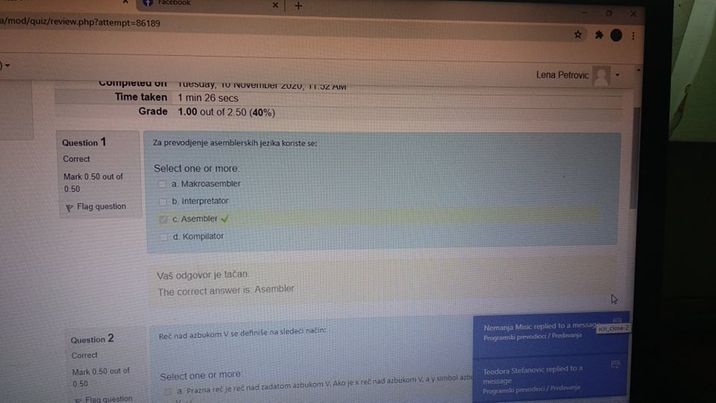 Facebook
a/mod/quiz/review.php?attempt=86189
Lena Petrovic
Completed on Tuesday, 10 November 2020, 11:52 AM
Time taken 1 min 26 secs
Grade 1.00 out of 2.50 (40%)
Question 1
Correct
Mark 0.50 out of
0.50
Flag question
Za prevodjenje asemblerskih jezika koriste se:
Select one or more:
a. Makroasembler
b. Interpretator
c. Asembler
d. Kompilator
Vaš odgovor je tačan.
The correct answer is: Asembler
Question 2
Correct
Mark 0.50 out of
0.50
Flag question
Reč nad azbukom V se definiše na sledeći način:
Select one or more:
a. Prazna reč je reč nad zadatom azbukom V. Ako je x reč nad azbukom V, a y simbol azbu
Nemanja Misic replied to a message
Programski prevodioci / Predavanja
Teodora Stefanovic replied to a
message
Programski prevodioci / Predavanja